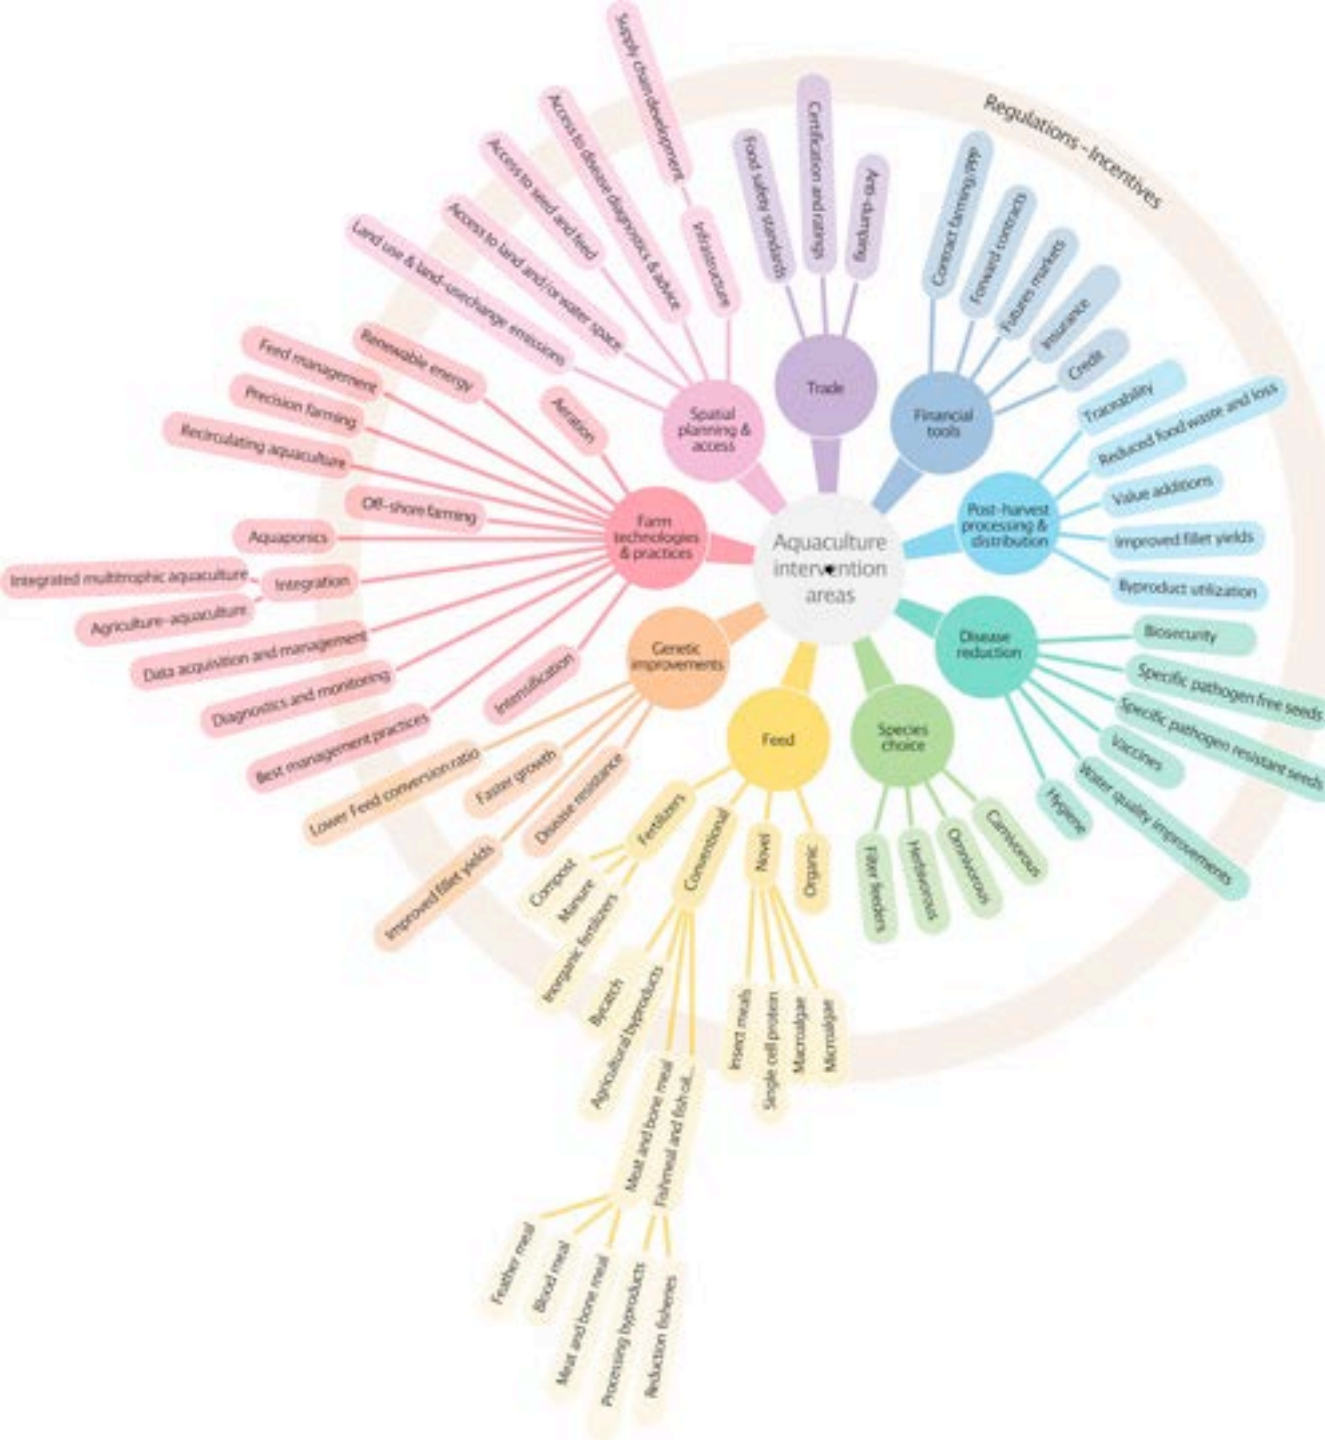 Regulations - Incentives
Aquaculture
intervention
areas
Trade
Food safety standards
Certification and ratings
Anti-dumping
Financial
tools
Contract farming/PPP
Forward contracts
Futures markets
Insurance
Credit
Post-harvest
processing &
distribution
Traceability
Reduced food waste and loss
Value additions
Improved fillet yields
Byproduct utilization
Disease
reduction
Biosecurity
Specific pathogen free seeds
Specific pathogen resistant seeds
Vaccines
Water quality improvements
Hygiene
Species
choice
Carnivorous
Omnivorous
Herbivorous
Filter feeders
Feed
Organic
Novel
Microalgae
Macroalgae
Single cell protein
Insect meals
Conventional
Fishmeal and fish oil...
Reduction fisheries
Processing byproducts
Meat and bone meal
Meat and bone meal
Blood meal
Feather meal
Agricultural byproducts
Bycatch
Fertilizers
Inorganic fertilizers
Manure
Compost
Genetic
improvements
Disease resistance
Improved fillet yields
Faster growth
Lower Feed conversion ratio
Farm
technologies
& practices
Intensification
Best management practices
Diagnostics and monitoring
Data acquisition and management
Integration
Agriculture-aquaculture
Integrated multitrophic aquaculture
Aquaponics
Off-shore farming
Recirculating aquaculture
Precision farming
Feed management
Renewable energy
Aeration
Spatial
planning &
access
Land use & land-usechange emissions
Access to land and/or water space
Access to seed and feed
Access to disease diagnostics & advice
Infrastructure
Supply chain development